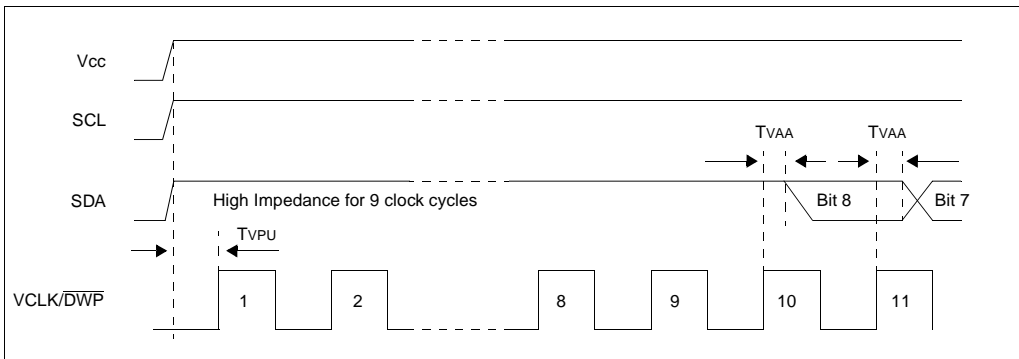 Vcc
SCL
TVAA TVAA
SDA High Impedance for 9 clock cycles Bit 8 Bit 7
TVPU
VCLK/DWP 1 2 8 9 10 11